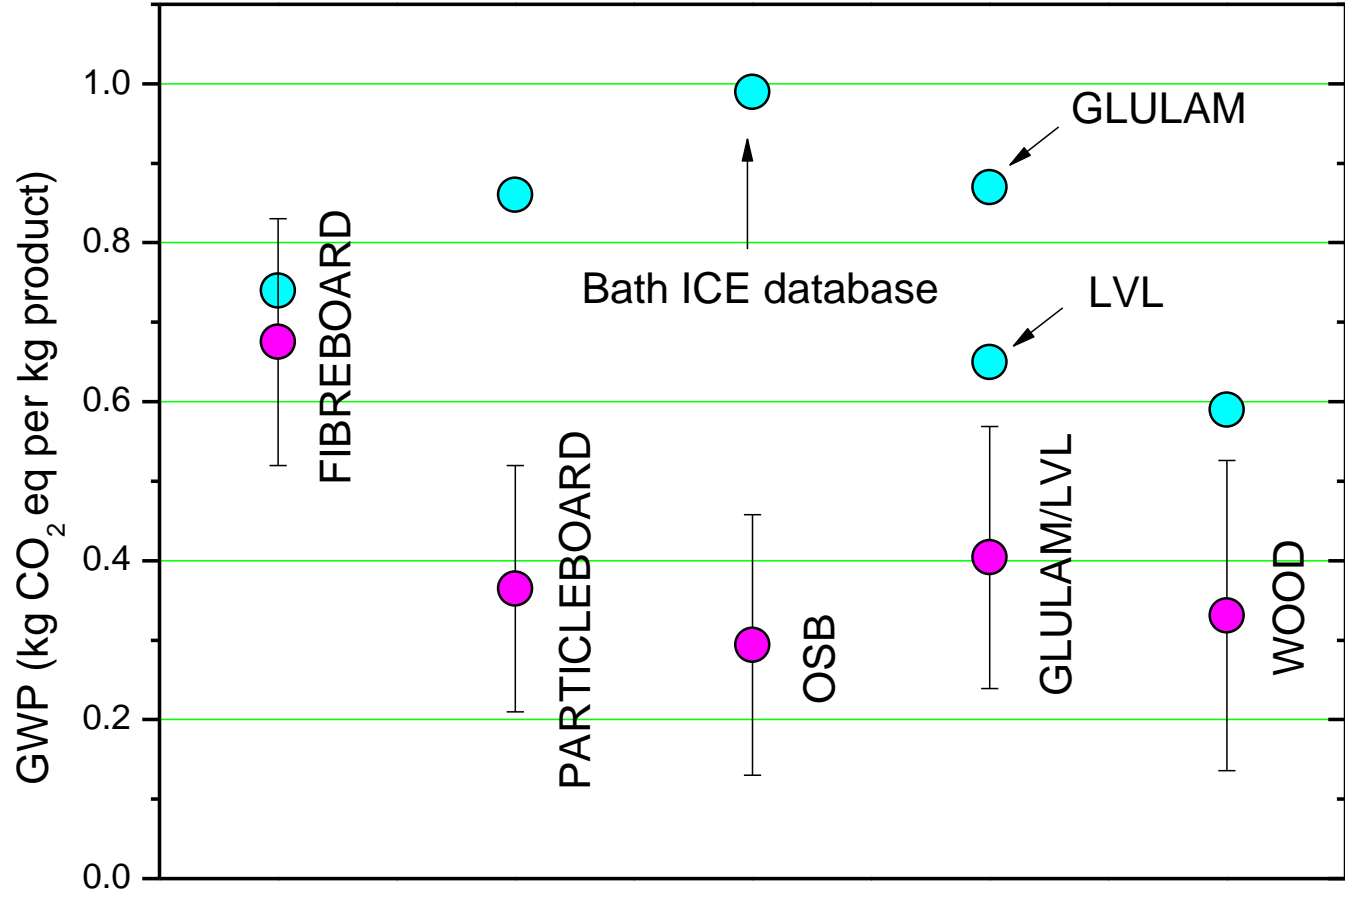 GWP (kg CO₂ eq per kg product)
1.0
0.8
0.6
0.4
0.2
0.0
GLULAM
Bath ICE database
LVL
FIBREBOARD
PARTICLEBOARD
OSB
GLULAM/LVL
WOOD